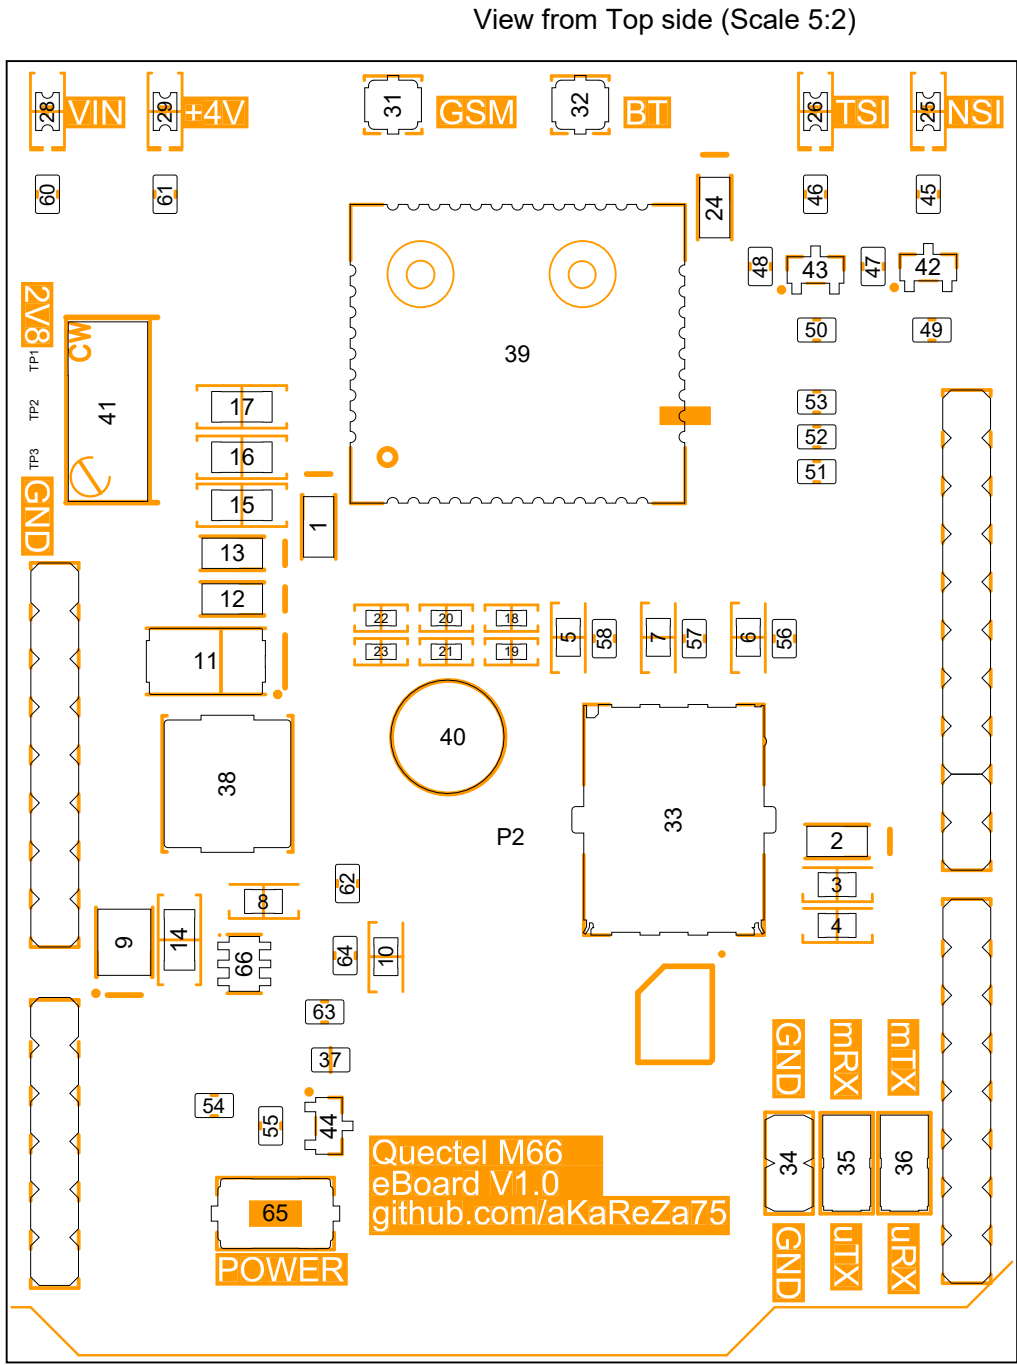 View from Top side (Scale 5:2)
28 VIN 29 +4V 31 GSM 32 BT 26 TSI 25 NSI
60 61 46 45
24
48 43 47 42
2V8
CW
50 49
TP1
39
TP2
41
17
53
52
TP3
16
51
GND
15
1
13
12
22 20 18
5 58 7 57 6 56
23 21 19
11
40
38
33
P2
2
62
3
8
4
9 14 66 64 10
63
37
GND mRX mTX
54
55 44
Quectel M66
eBoard V1.0
github.com/aKaReZa75
34 35 36
65
POWER
GND uTX uRX